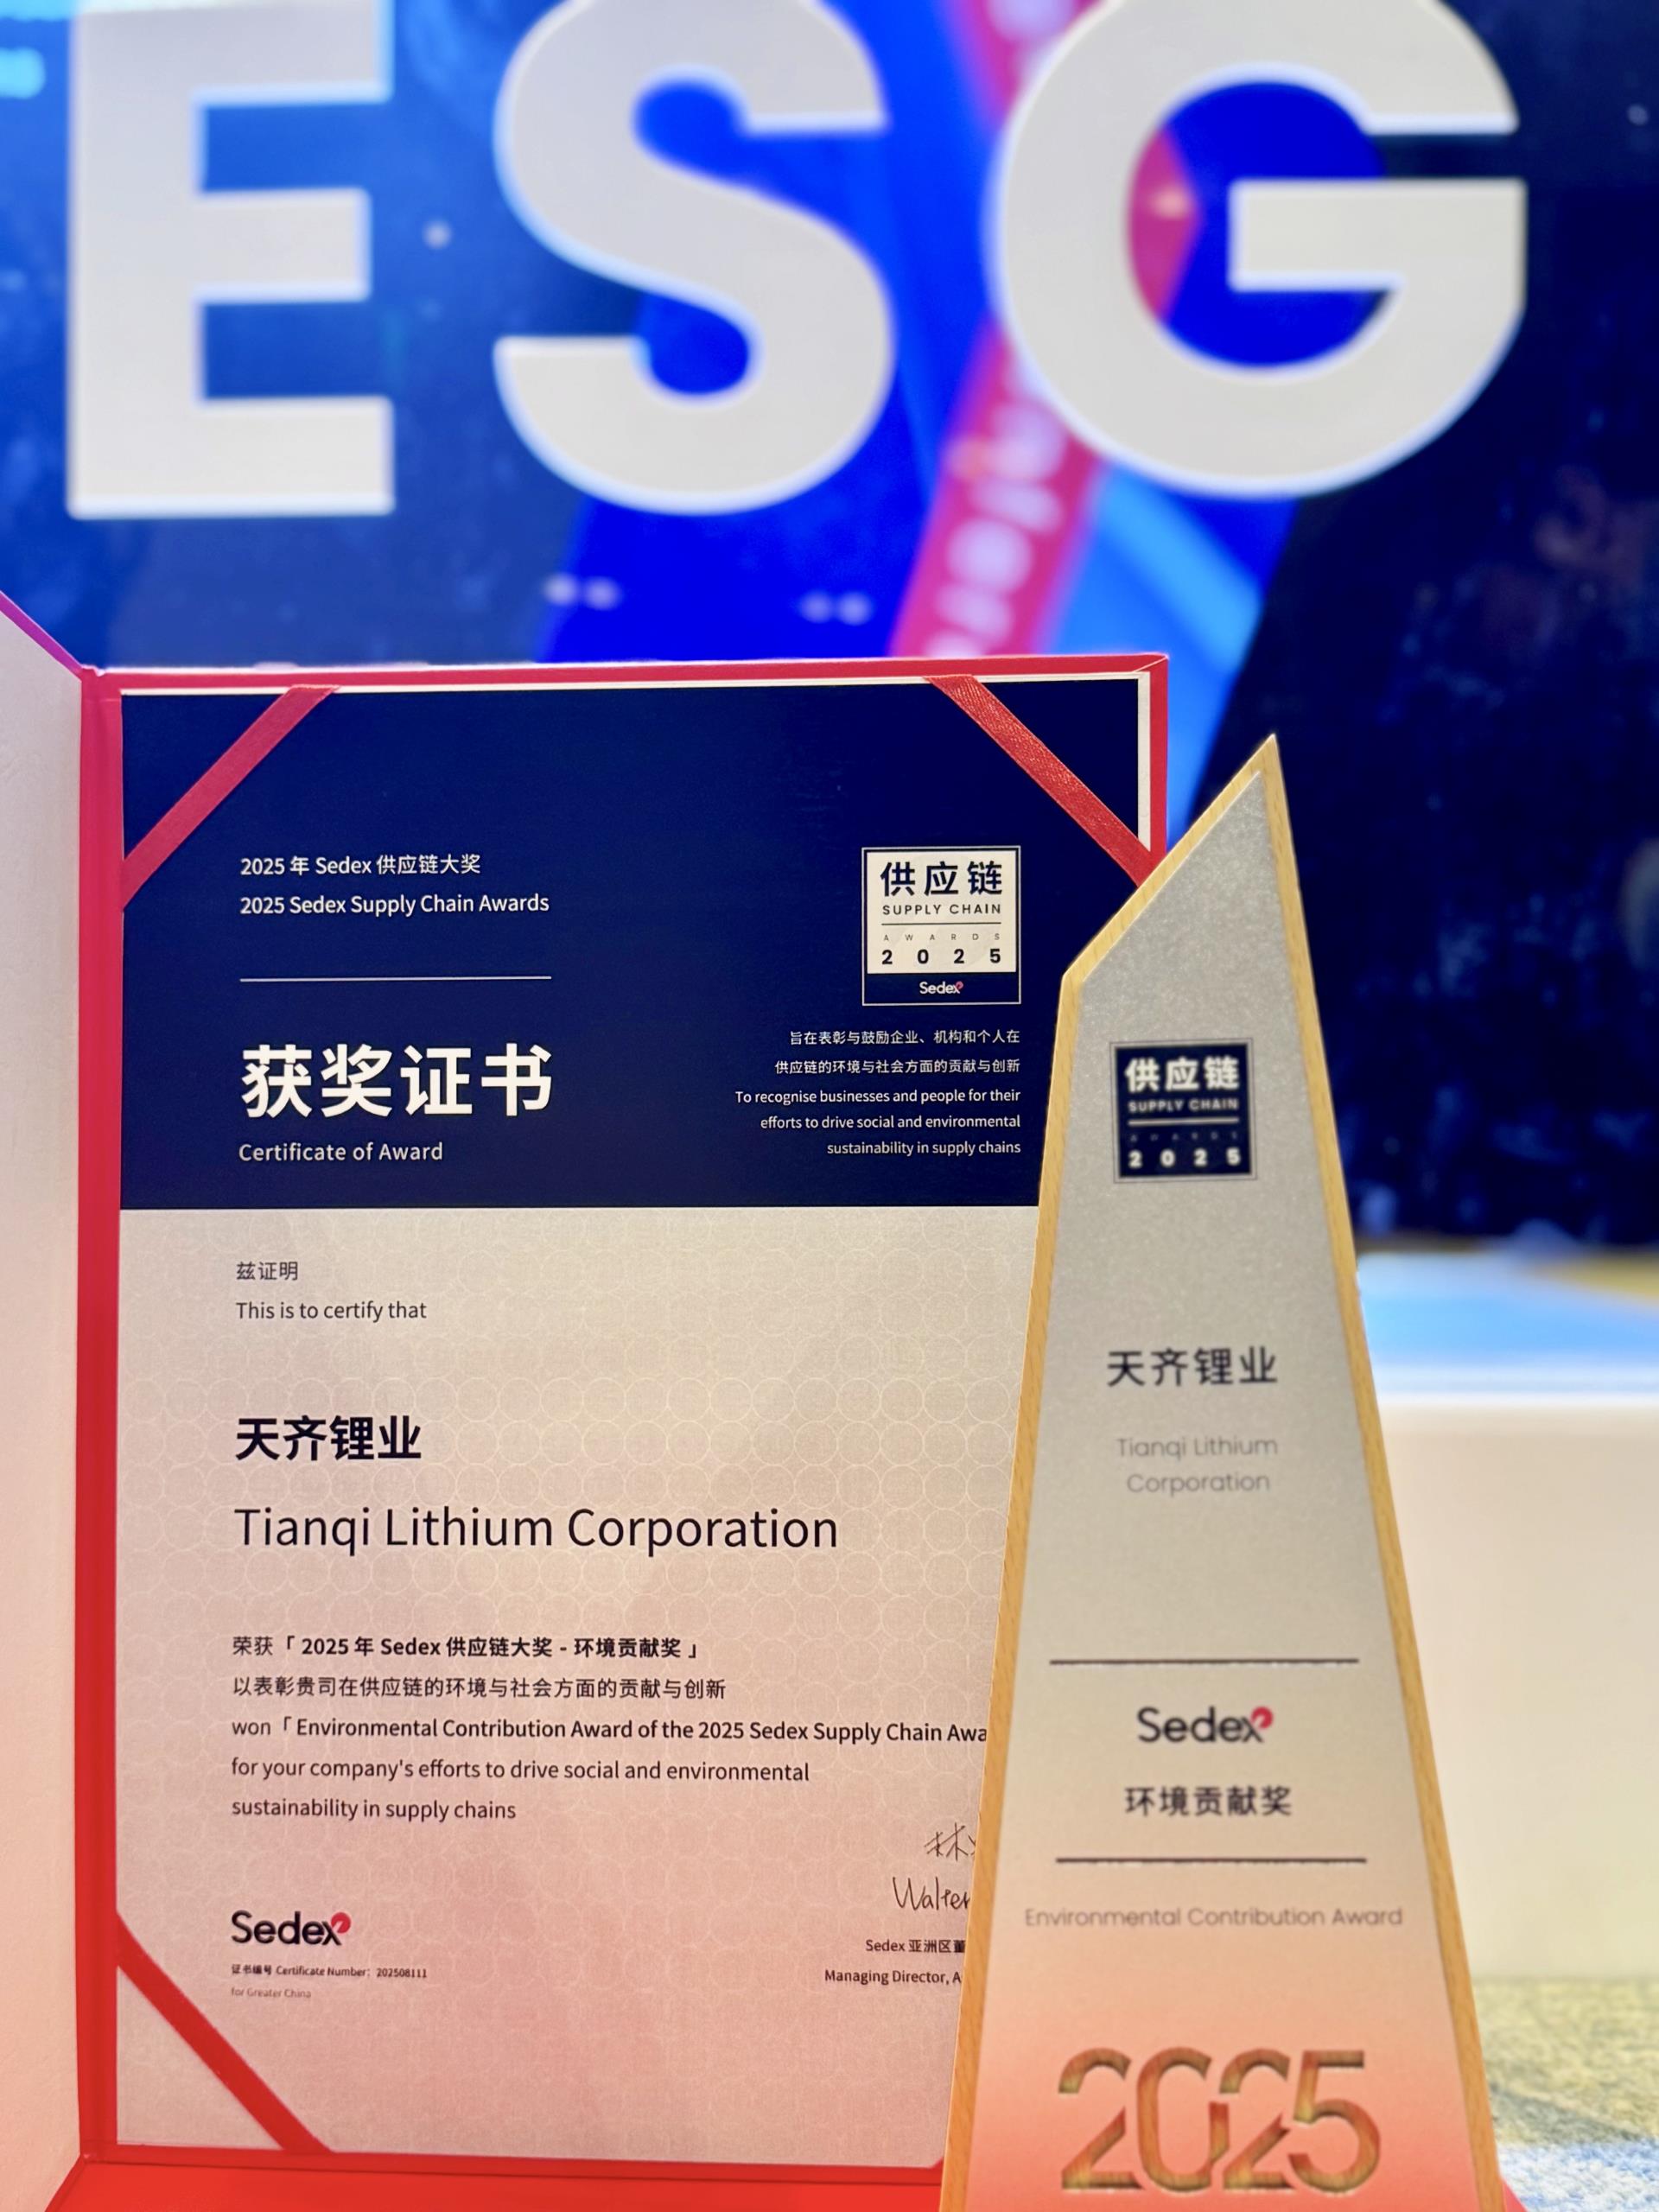 ESG
2025 年 Sedex 供应链大奖
2025 Sedex Supply Chain Awards
获奖证书
Certificate of Award
供应链
SUPPLY CHAIN
AWARDS
2025
Sedex
旨在表彰与鼓励企业、机构和个人在
供应链的环境与社会方面的贡献与创新
To recognise businesses and people for their
efforts to drive social and environmental
sustainability in supply chains
兹证明
This is to certify that
天齐锂业
Tianqi Lithium Corporation
荣获「 2025 年 Sedex 供应链大奖 - 环境贡献奖 」
以表彰贵司在供应链的环境与社会方面的贡献与创新
won「 Environmental Contribution Award of the 2025 Sedex Supply Chain Awa
for your company's efforts to drive social and environmental
sustainability in supply chains
林
Walter
Sedex 亚洲区董
Managing Director, A
Sedex
证书编号 Certificate Number: 202508111
for Greater China
供应链
SUPPLY CHAIN
AWARDS
2025
天齐锂业
Tianqi Lithium
Corporation
Sedex
环境贡献奖
Environmental Contribution Award
2025